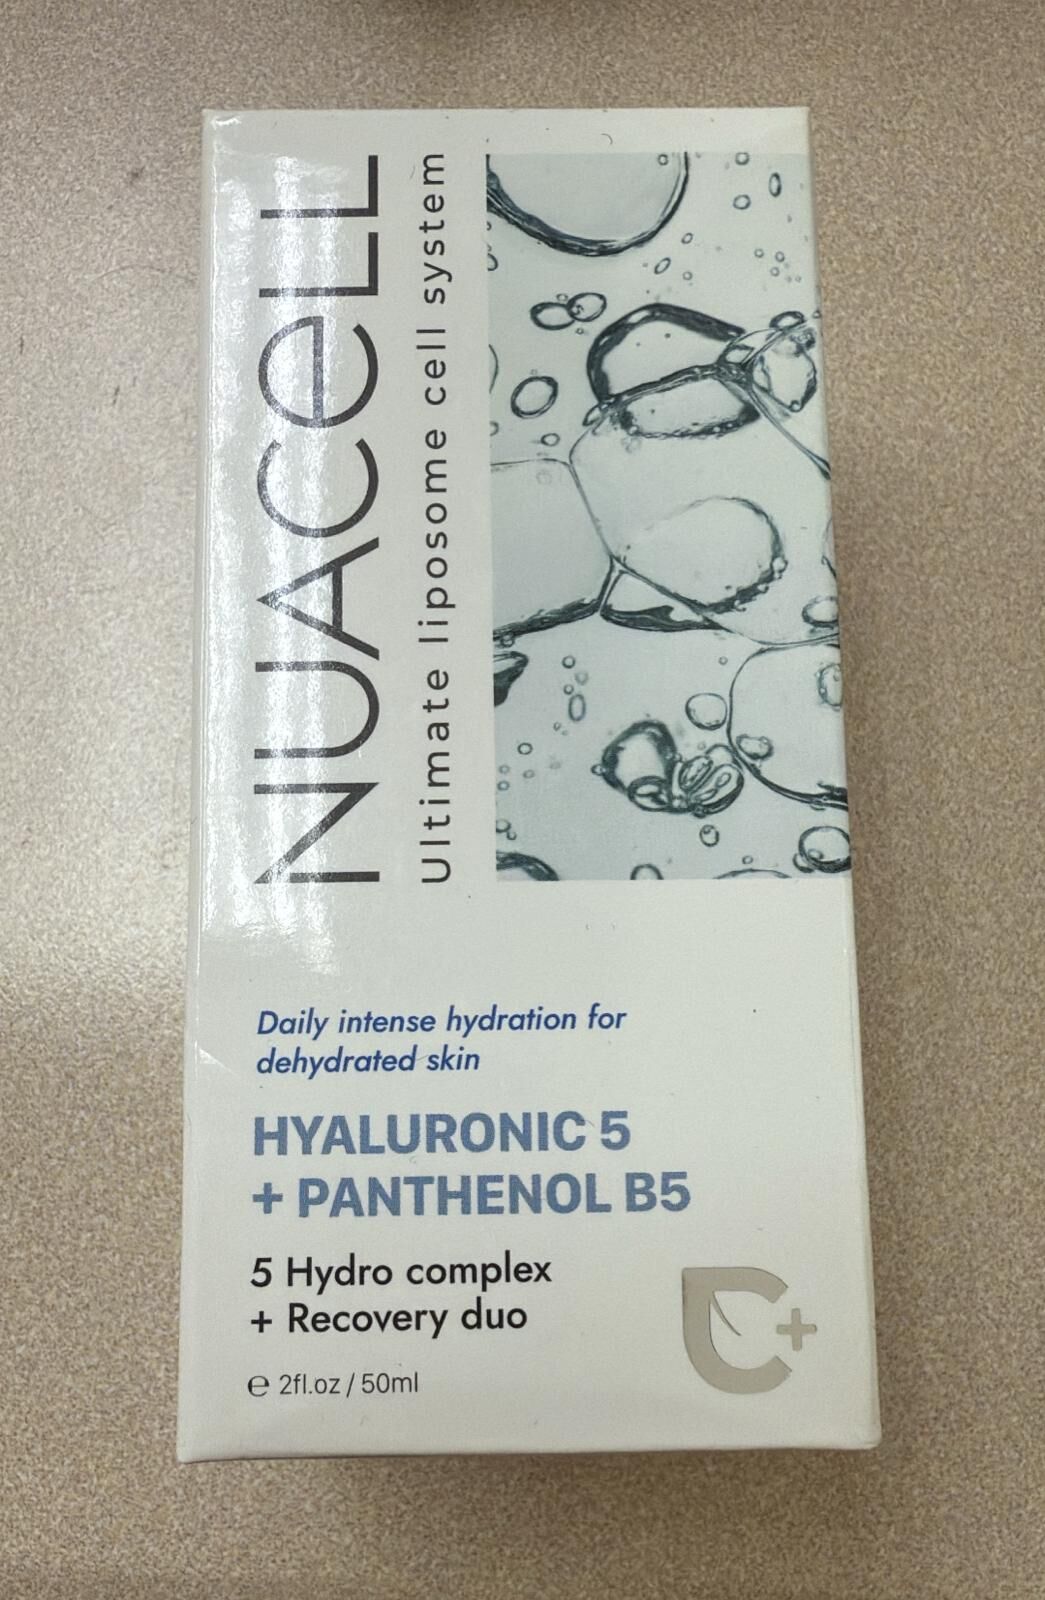 NUACeLL
Ultimate liposome cell system
Daily intense hydration for
dehydrated skin
HYALURONIC 5
+ PANTHENOL B5
5 Hydro complex
+ Recovery duo
℮ 2fl.oz / 50ml
C+